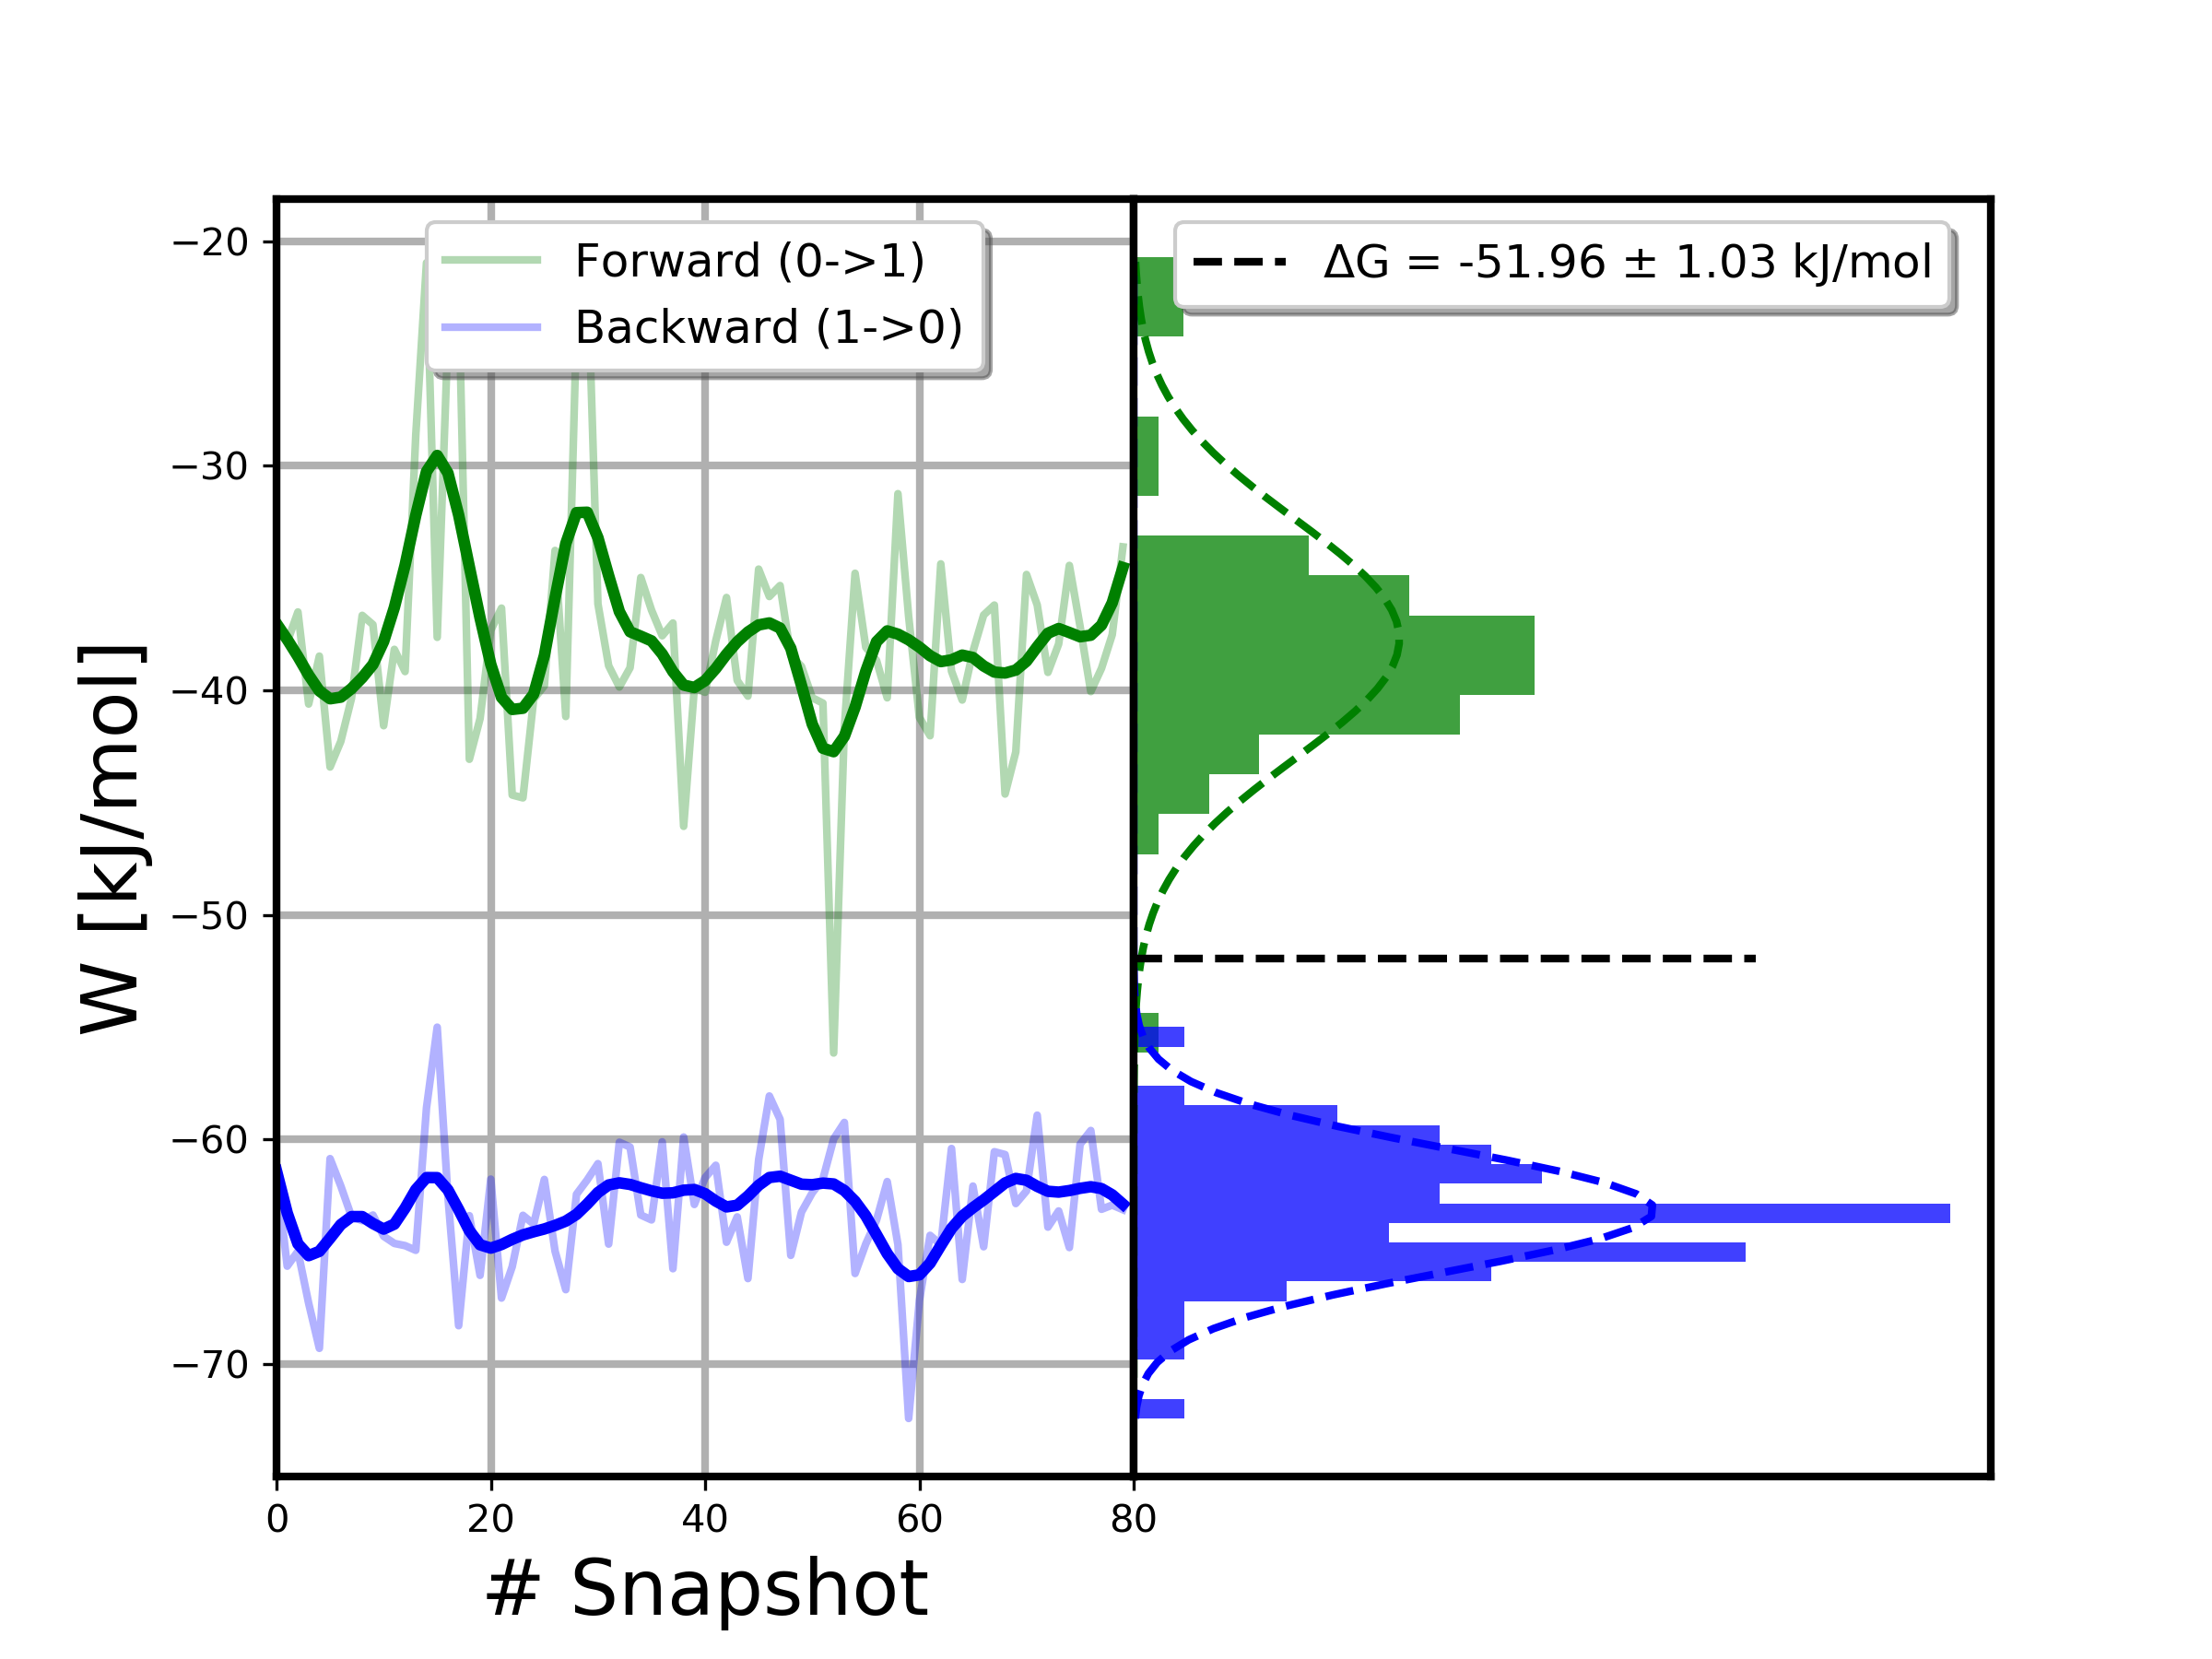 Forward (0->1)
Backward (1->0)
ΔG = -51.96 ± 1.03 kJ/mol
−20
−30
−40
−50
−60
−70
W [kJ/mol]
0 20 40 60 80
# Snapshot